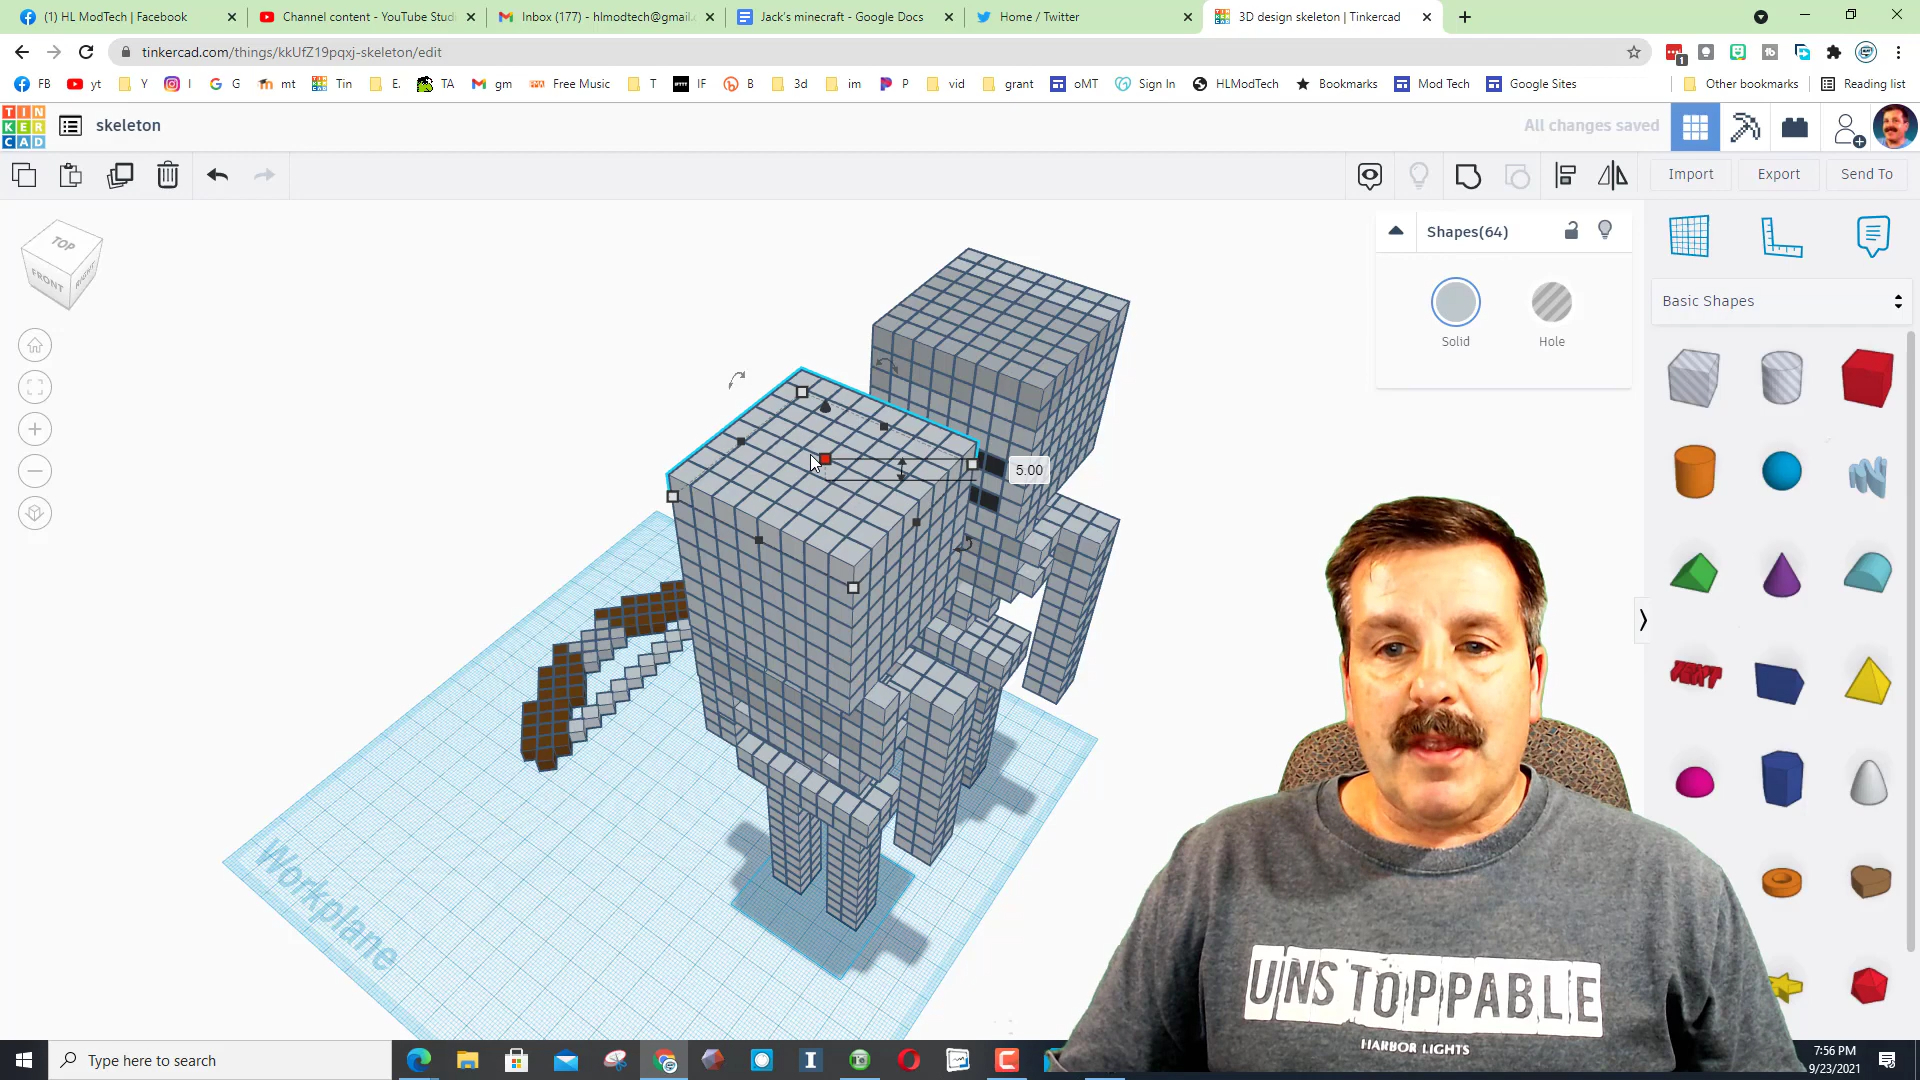 (1) HL ModTech | Facebook
Channel content - YouTube Studi
Inbox (177) - hlmodtech@gmail.
Jack's minecraft - Google Docs
Home / Twitter
3D design skeleton | Tinkercad
tinkercad.com/things/kkUfZ19pqxj-skeleton/edit
1
FB
yt
Y
I
G
mt
Tin
E.
TA
gm
Free Music
T
IF
B
3d
im
P
vid
grant
oMT
Sign In
HLModTech
Bookmarks
Mod Tech
Google Sites
Other bookmarks
Reading list
TIN
KER
CAD
skeleton
All changes saved
Import
Export
Send To
TOP
FRONT
RIGHT
Shapes(64)
Solid
Hole
Basic Shapes
5.00
TEXT
Workplane
UNSTOPPABLE
HARBOR LIGHTS
Type here to search
7:56 PM
9/23/2021